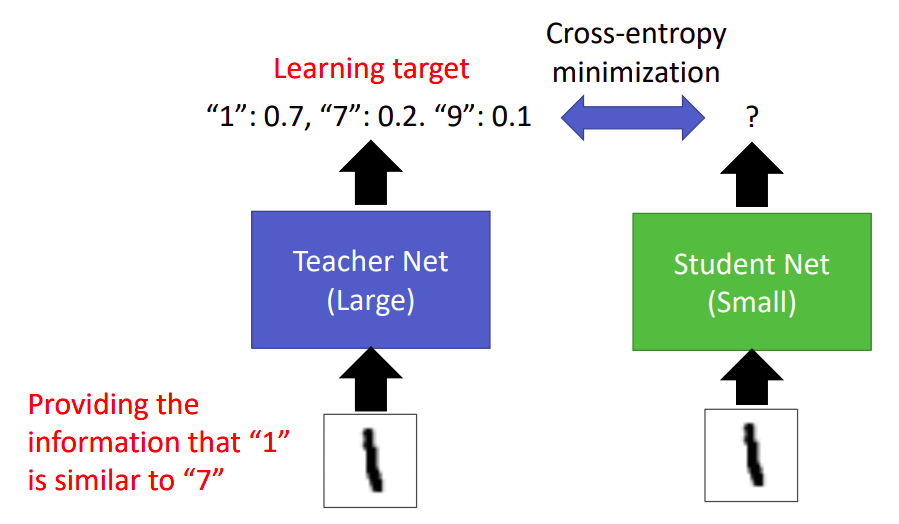 Cross-entropy
minimization
Learning target
“1”: 0.7, “7”: 0.2. “9”: 0.1
?
Teacher Net
(Large)
Student Net
(Small)
Providing the
information that “1”
is similar to “7”